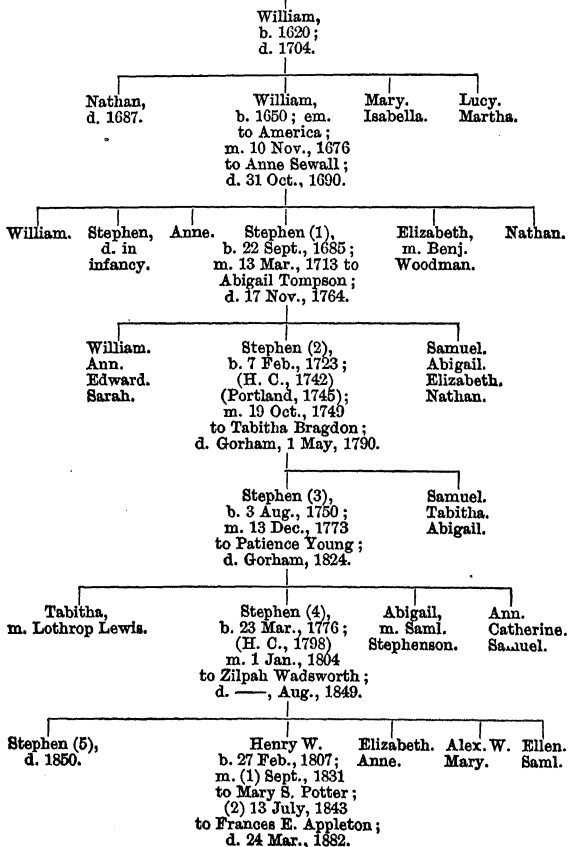 William,
b. 1620;
d. 1704.
Nathan,
d. 1687.
William,
b. 1650; em.
to America;
m. 10 Nov., 1676
to Anne Sewall;
d. 31 Oct., 1690.
Mary.
Isabella.
Lucy.
Martha.
William.
Stephen,
d. in
infancy.
Anne.
Stephen (1),
b. 22 Sept., 1685;
m. 13 Mar., 1713 to
Abigail Tompson;
d. 17 Nov., 1764.
Elizabeth,
m. Benj.
Woodman.
Nathan.
William.
Ann.
Edward.
Sarah.
Stephen (2),
b. 7 Feb., 1723;
(H. C., 1742)
(Portland, 1745);
m. 19 Oct., 1749
to Tabitha Bragdon;
d. Gorham, 1 May, 1790.
Samuel.
Abigail.
Elizabeth.
Nathan.
Stephen (3),
b. 3 Aug., 1750;
m. 13 Dec., 1773
to Patience Young;
d. Gorham, 1824.
Samuel.
Tabitha.
Abigail.
Tabitha,
m. Lothrop Lewis.
Stephen (4),
b. 23 Mar., 1776;
(H. C., 1798)
m. 1 Jan., 1804
to Zilpah Wadsworth;
d. ——, Aug., 1849.
Abigail,
m. Saml.
Stephenson.
Ann.
Catherine.
Samuel.
Stephen (5),
d. 1850.
Henry W.
b. 27 Feb., 1807;
m. (1) Sept., 1831
to Mary S. Potter;
(2) 13 July, 1843
to Frances E. Appleton;
d. 24 Mar., 1882.
Elizabeth.
Anne.
Alex. W.
Mary.
Ellen.
Saml.